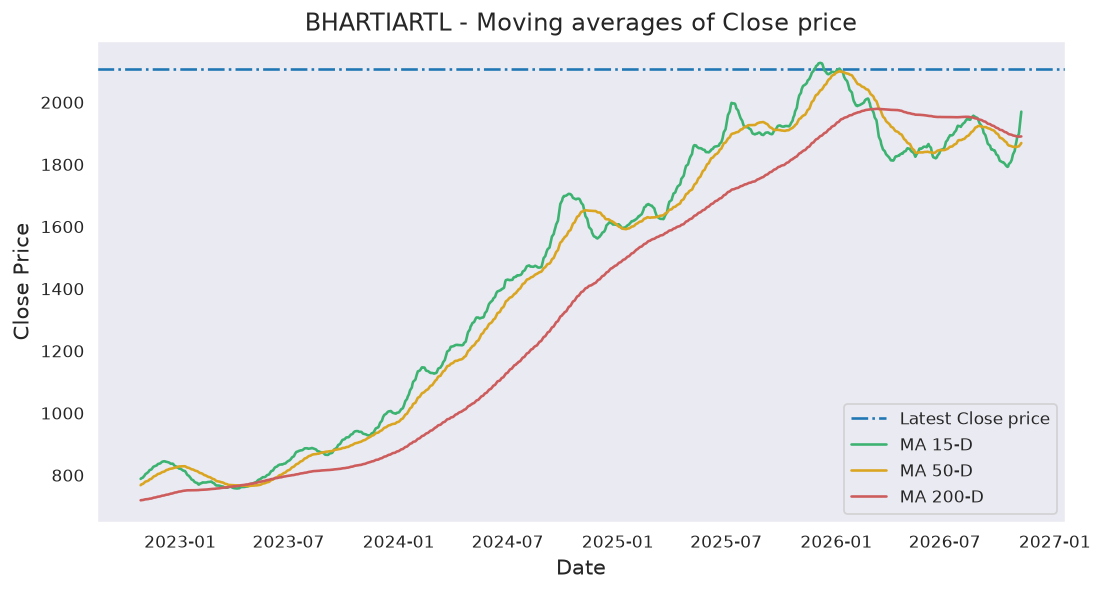 BHARTIARTL - Moving averages of Close price
Close Price
2000
1800
1600
1400
1200
1000
800
Latest Close price
MA 15-D
MA 50-D
MA 200-D
2023-01 2023-07 2024-01 2024-07 2025-01 2025-07 2026-01 2026-07 2027-01
Date